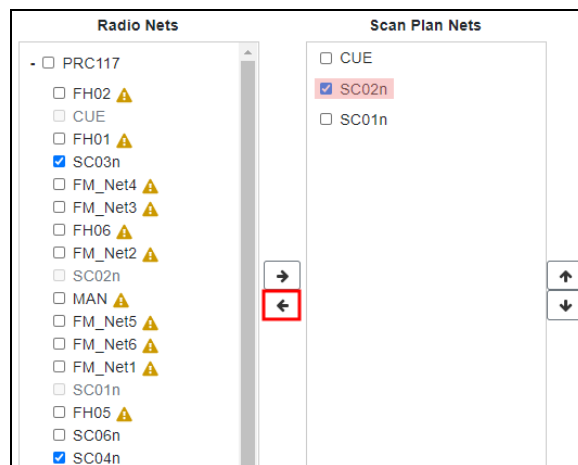 Radio Nets
- PRC117
FH02
CUE
FH01
SC03n
FM_Net4
FM_Net3
FH06
FM_Net2
SC02n
MAN
FM_Net5
FM_Net6
FM_Net1
SC01n
FH05
SC06n
SC04n
Scan Plan Nets
CUE
SC02n
SC01n